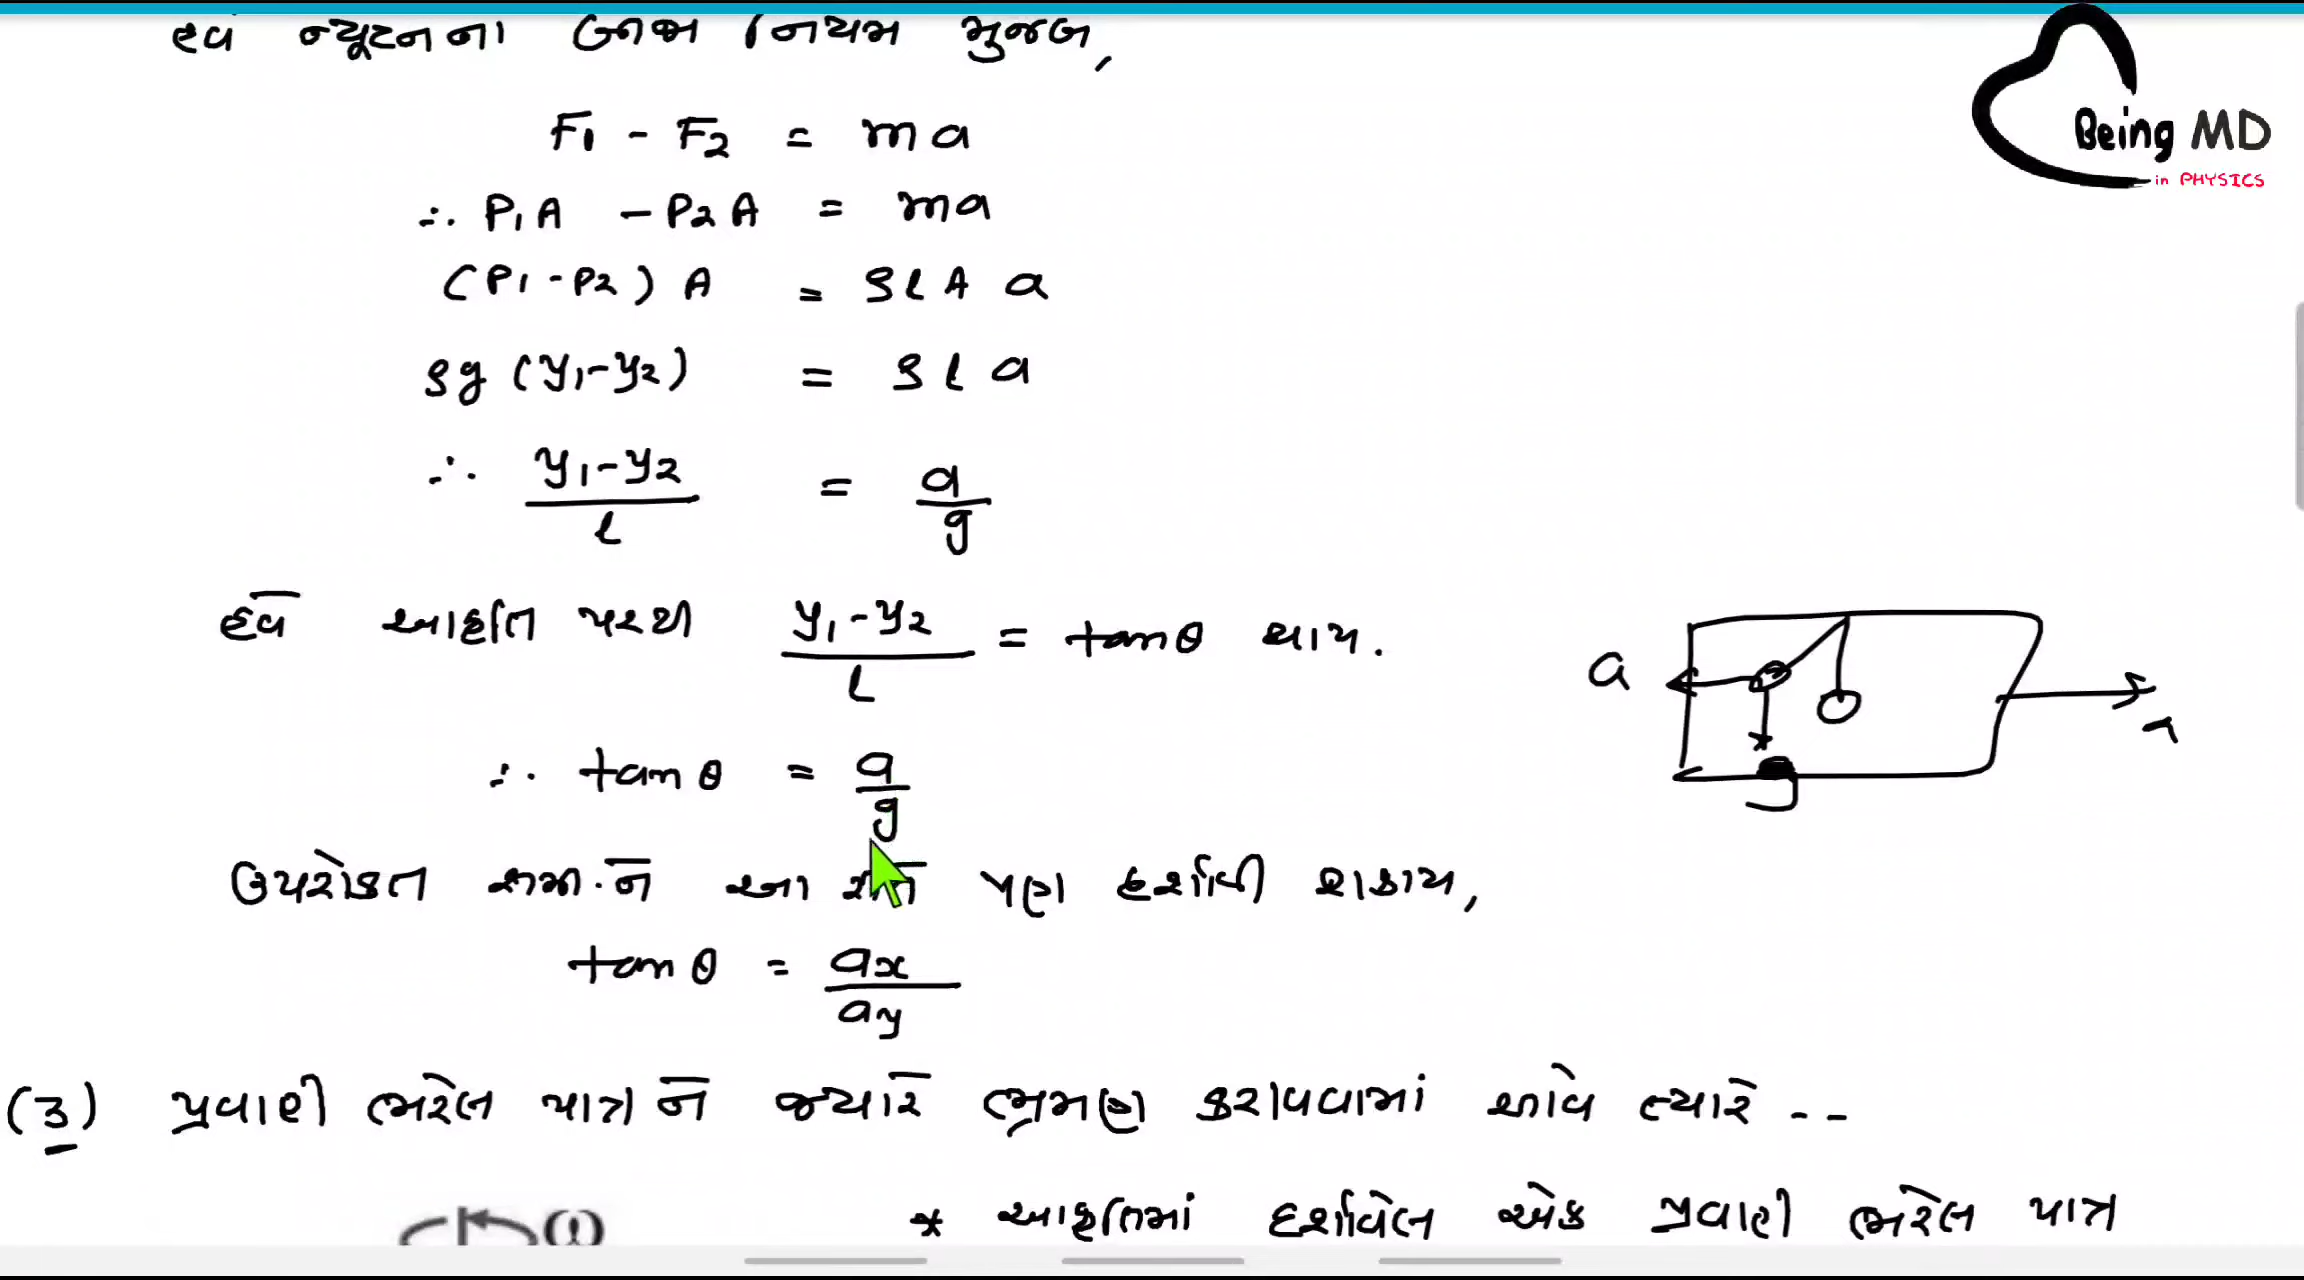 હવે ન્યૂટનના બીજા નિયમ મુજબ,
Being MD
in PHYSICS
F1 - F2 = ma
∴ P1A - P2A = ma
(P1 - P2) A = ρlA a
ρg (y1 - y2) = ρl a
∴ y1 - y2 / l = a / g
હવે આકૃતિ પરથી y1 - y2 / l = tanθ થાય.
a
g
∴ tanθ = a / g
ઉપરોક્ત સમી.ને આ રીતે પણ દર્શાવી શકાય,
tanθ = ax / ay
(3) પ્રવાહી ભરેલ પાત્રને જ્યારે ભ્રમણ કરાવવામાં આવે ત્યારે --
ω
* આકૃતિમાં દર્શાવેલ એક પ્રવાહી ભરેલ પાત્ર